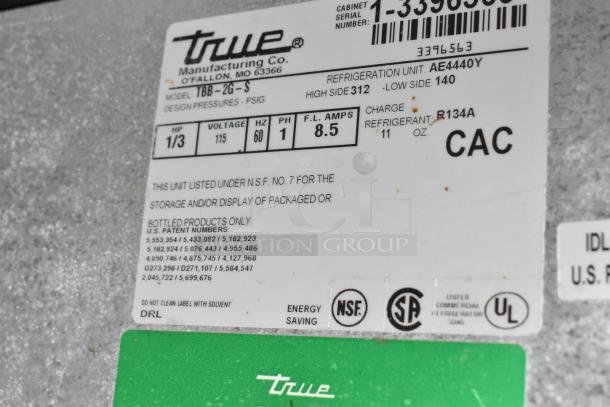 true®
Manufacturing Co.
O'FALLON, MO 63366
CABINET
SERIAL
NUMBER:
3396563
MODEL TBB-2G-S
DESIGN PRESSURES - PSIG
REFRIGERATION UNIT AE4440Y
HIGH SIDE 312 -LOW SIDE 140
HP VOLTAGE HZ PH F.L. AMPS
1/3 115 60 1 8.5
CHARGE
REFRIGERANT R134A
11 OZ.
CAC
THIS UNIT LISTED UNDER N.S.F. NO. 7 FOR THE
STORAGE AND/OR DISPLAY OF PACKAGED OR
BOTTLED PRODUCTS ONLY
U.S. PATENT NUMBERS:
5,553,354 / 5,433,082 / 5,182,923
5,182,924 / 5,076,443 / 4,955,486
4,890,746 / 4,875,745 / 4,127,968
D273,298 / D271,107 / 5,584,547
2,045,722 / 5,699,676
DO NOT CLEAN LABEL WITH SOLVENT
DRL
ENERGY
SAVING
NSF®
SA
LISTED
COMMERCIAL
REFRIGERATOR
UL
IDL
U.S.
true
GROUP